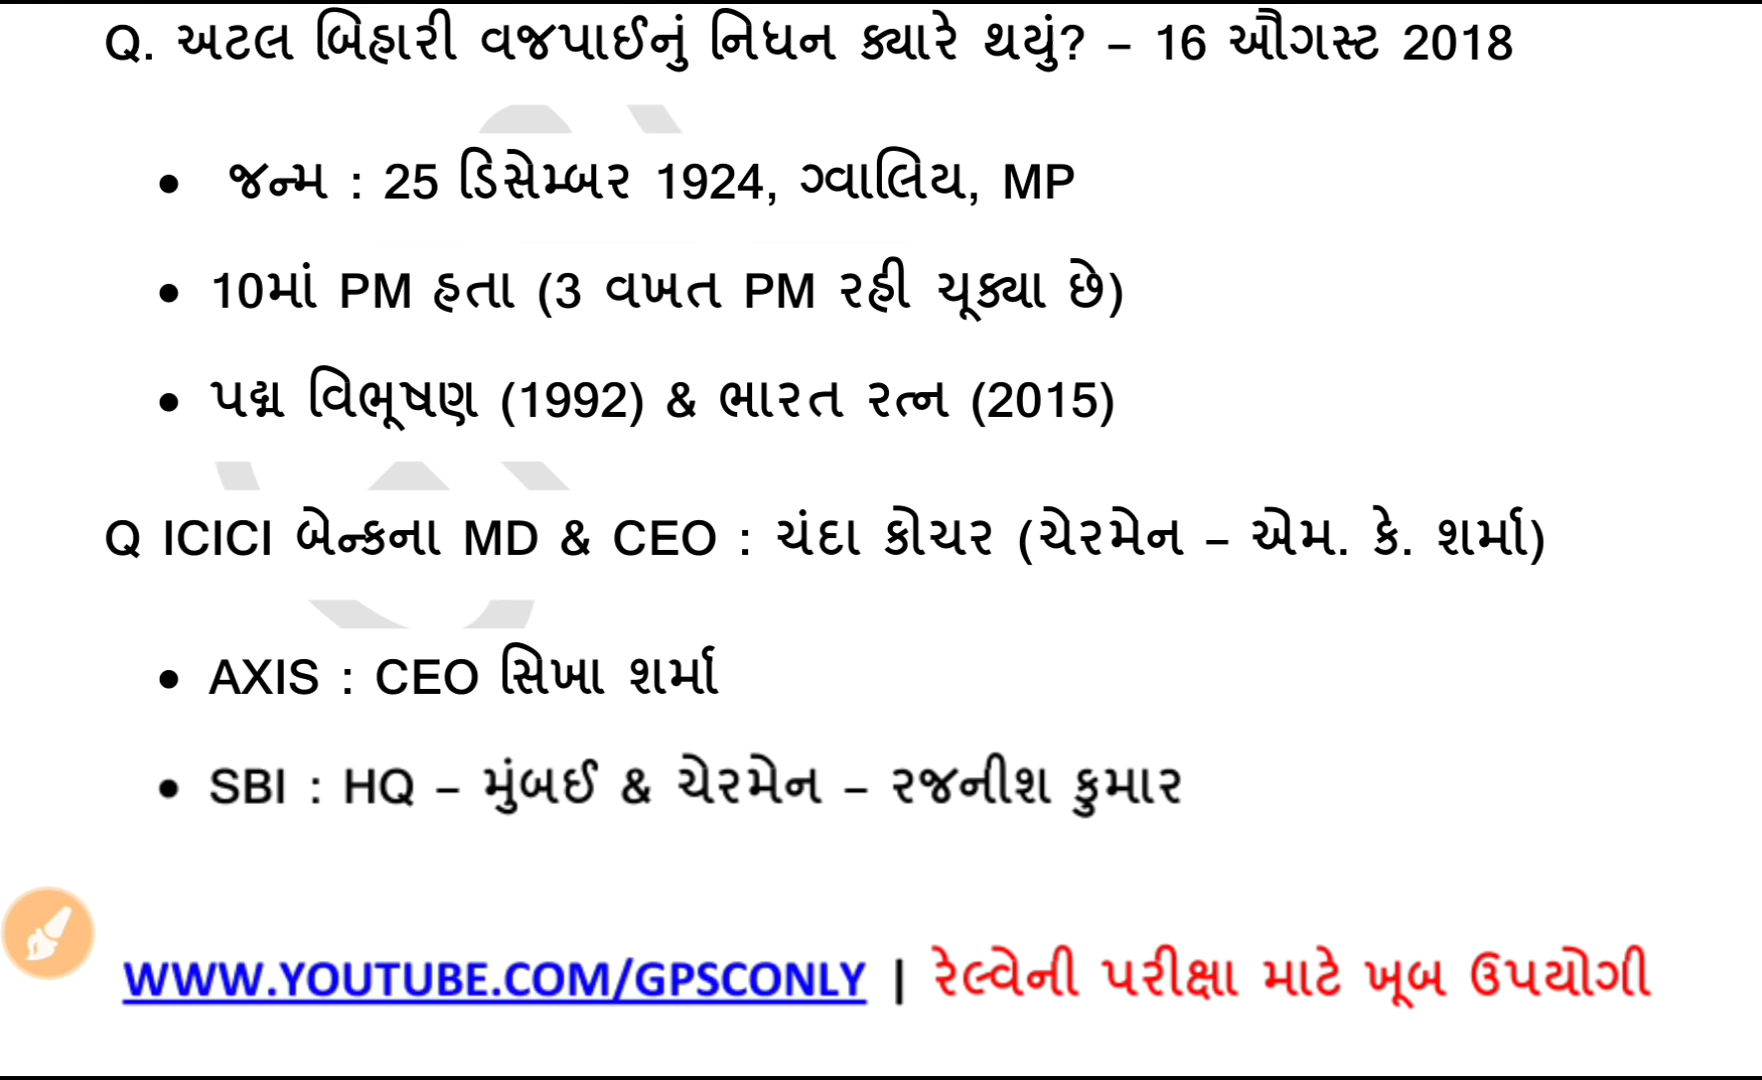 Q. અટલ બિહારી વજપાઈનું નિધન ક્યારે થયું? – 16 ઔગસ્ટ 2018
• જન્મ : 25 ડિસેમ્બર 1924, ગ્વાલિય, MP
• 10માં PM હતા (3 વખત PM રહી ચૂક્યા છે)
• પદ્મ વિભૂષણ (1992) & ભારત રત્ન (2015)
Q ICICI બેન્કના MD & CEO : ચંદા કોચર (ચેરમેન – એમ. કે. શર્મા)
• AXIS : CEO સિખા શર્મા
• SBI : HQ – મુંબઈ & ચેરમેન – રજનીશ કુમાર
WWW.YOUTUBE.COM/GPSCONLY | રેલ્વેની પરીક્ષા માટે ખૂબ ઉપયોગી